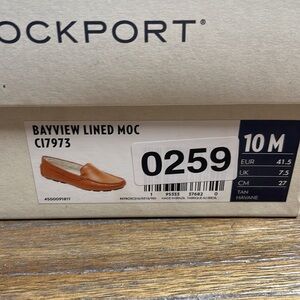 OCKPORT®
BAYVIEW LINED MOC
CI7973
0259
10 M
EUR 41.5
UK 7.5
CM 27
TAN
HAVANE